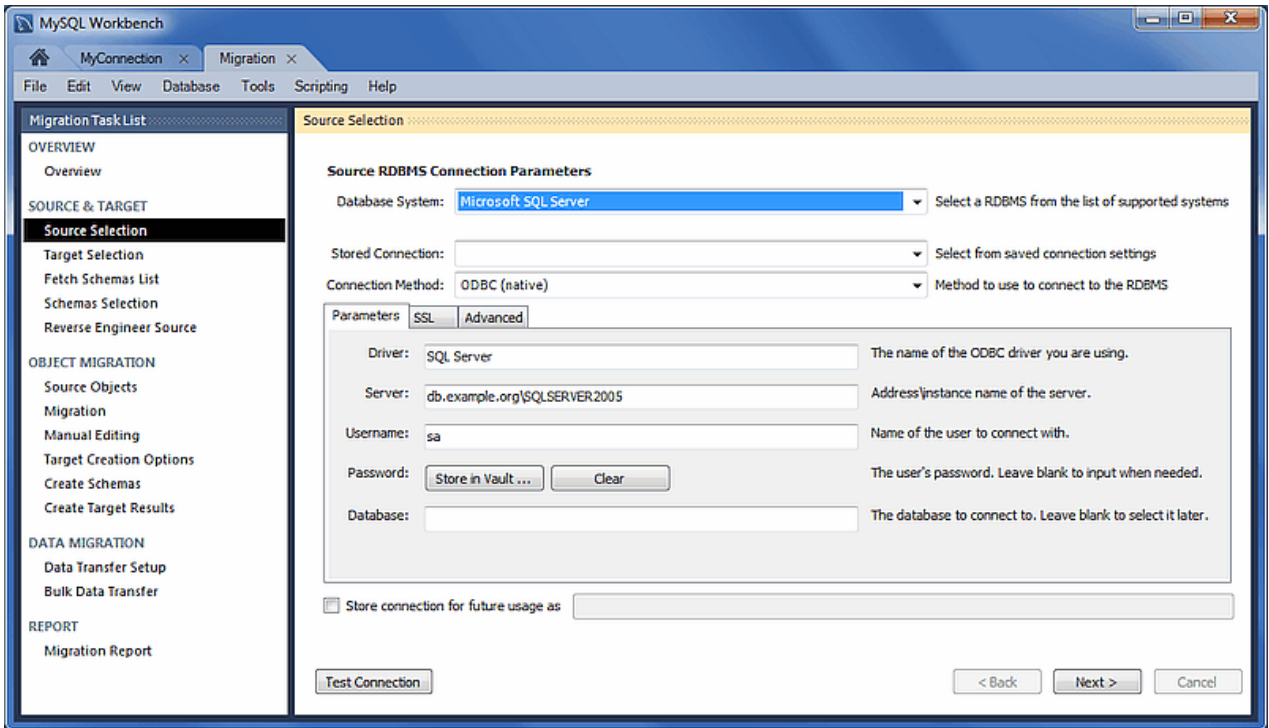 MySQL Workbench
MyConnection
Migration
File Edit View Database Tools Scripting Help
Migration Task List
OVERVIEW
Overview
SOURCE & TARGET
Source Selection
Target Selection
Fetch Schemas List
Schemas Selection
Reverse Engineer Source
OBJECT MIGRATION
Source Objects
Migration
Manual Editing
Target Creation Options
Create Schemas
Create Target Results
DATA MIGRATION
Data Transfer Setup
Bulk Data Transfer
REPORT
Migration Report
Source Selection
Source RDBMS Connection Parameters
Database System: Microsoft SQL Server Select a RDBMS from the list of supported systems
Stored Connection: Select from saved connection settings
Connection Method: ODBC (native) Method to use to connect to the RDBMS
Parameters SSL Advanced
Driver: SQL Server The name of the ODBC driver you are using.
Server: db.example.org\SQLSERVER2005 Address\instance name of the server.
Username: sa Name of the user to connect with.
Password: Store in Vault ... Clear The user's password. Leave blank to input when needed.
Database: The database to connect to. Leave blank to select it later.
Store connection for future usage as
Test Connection < Back Next > Cancel